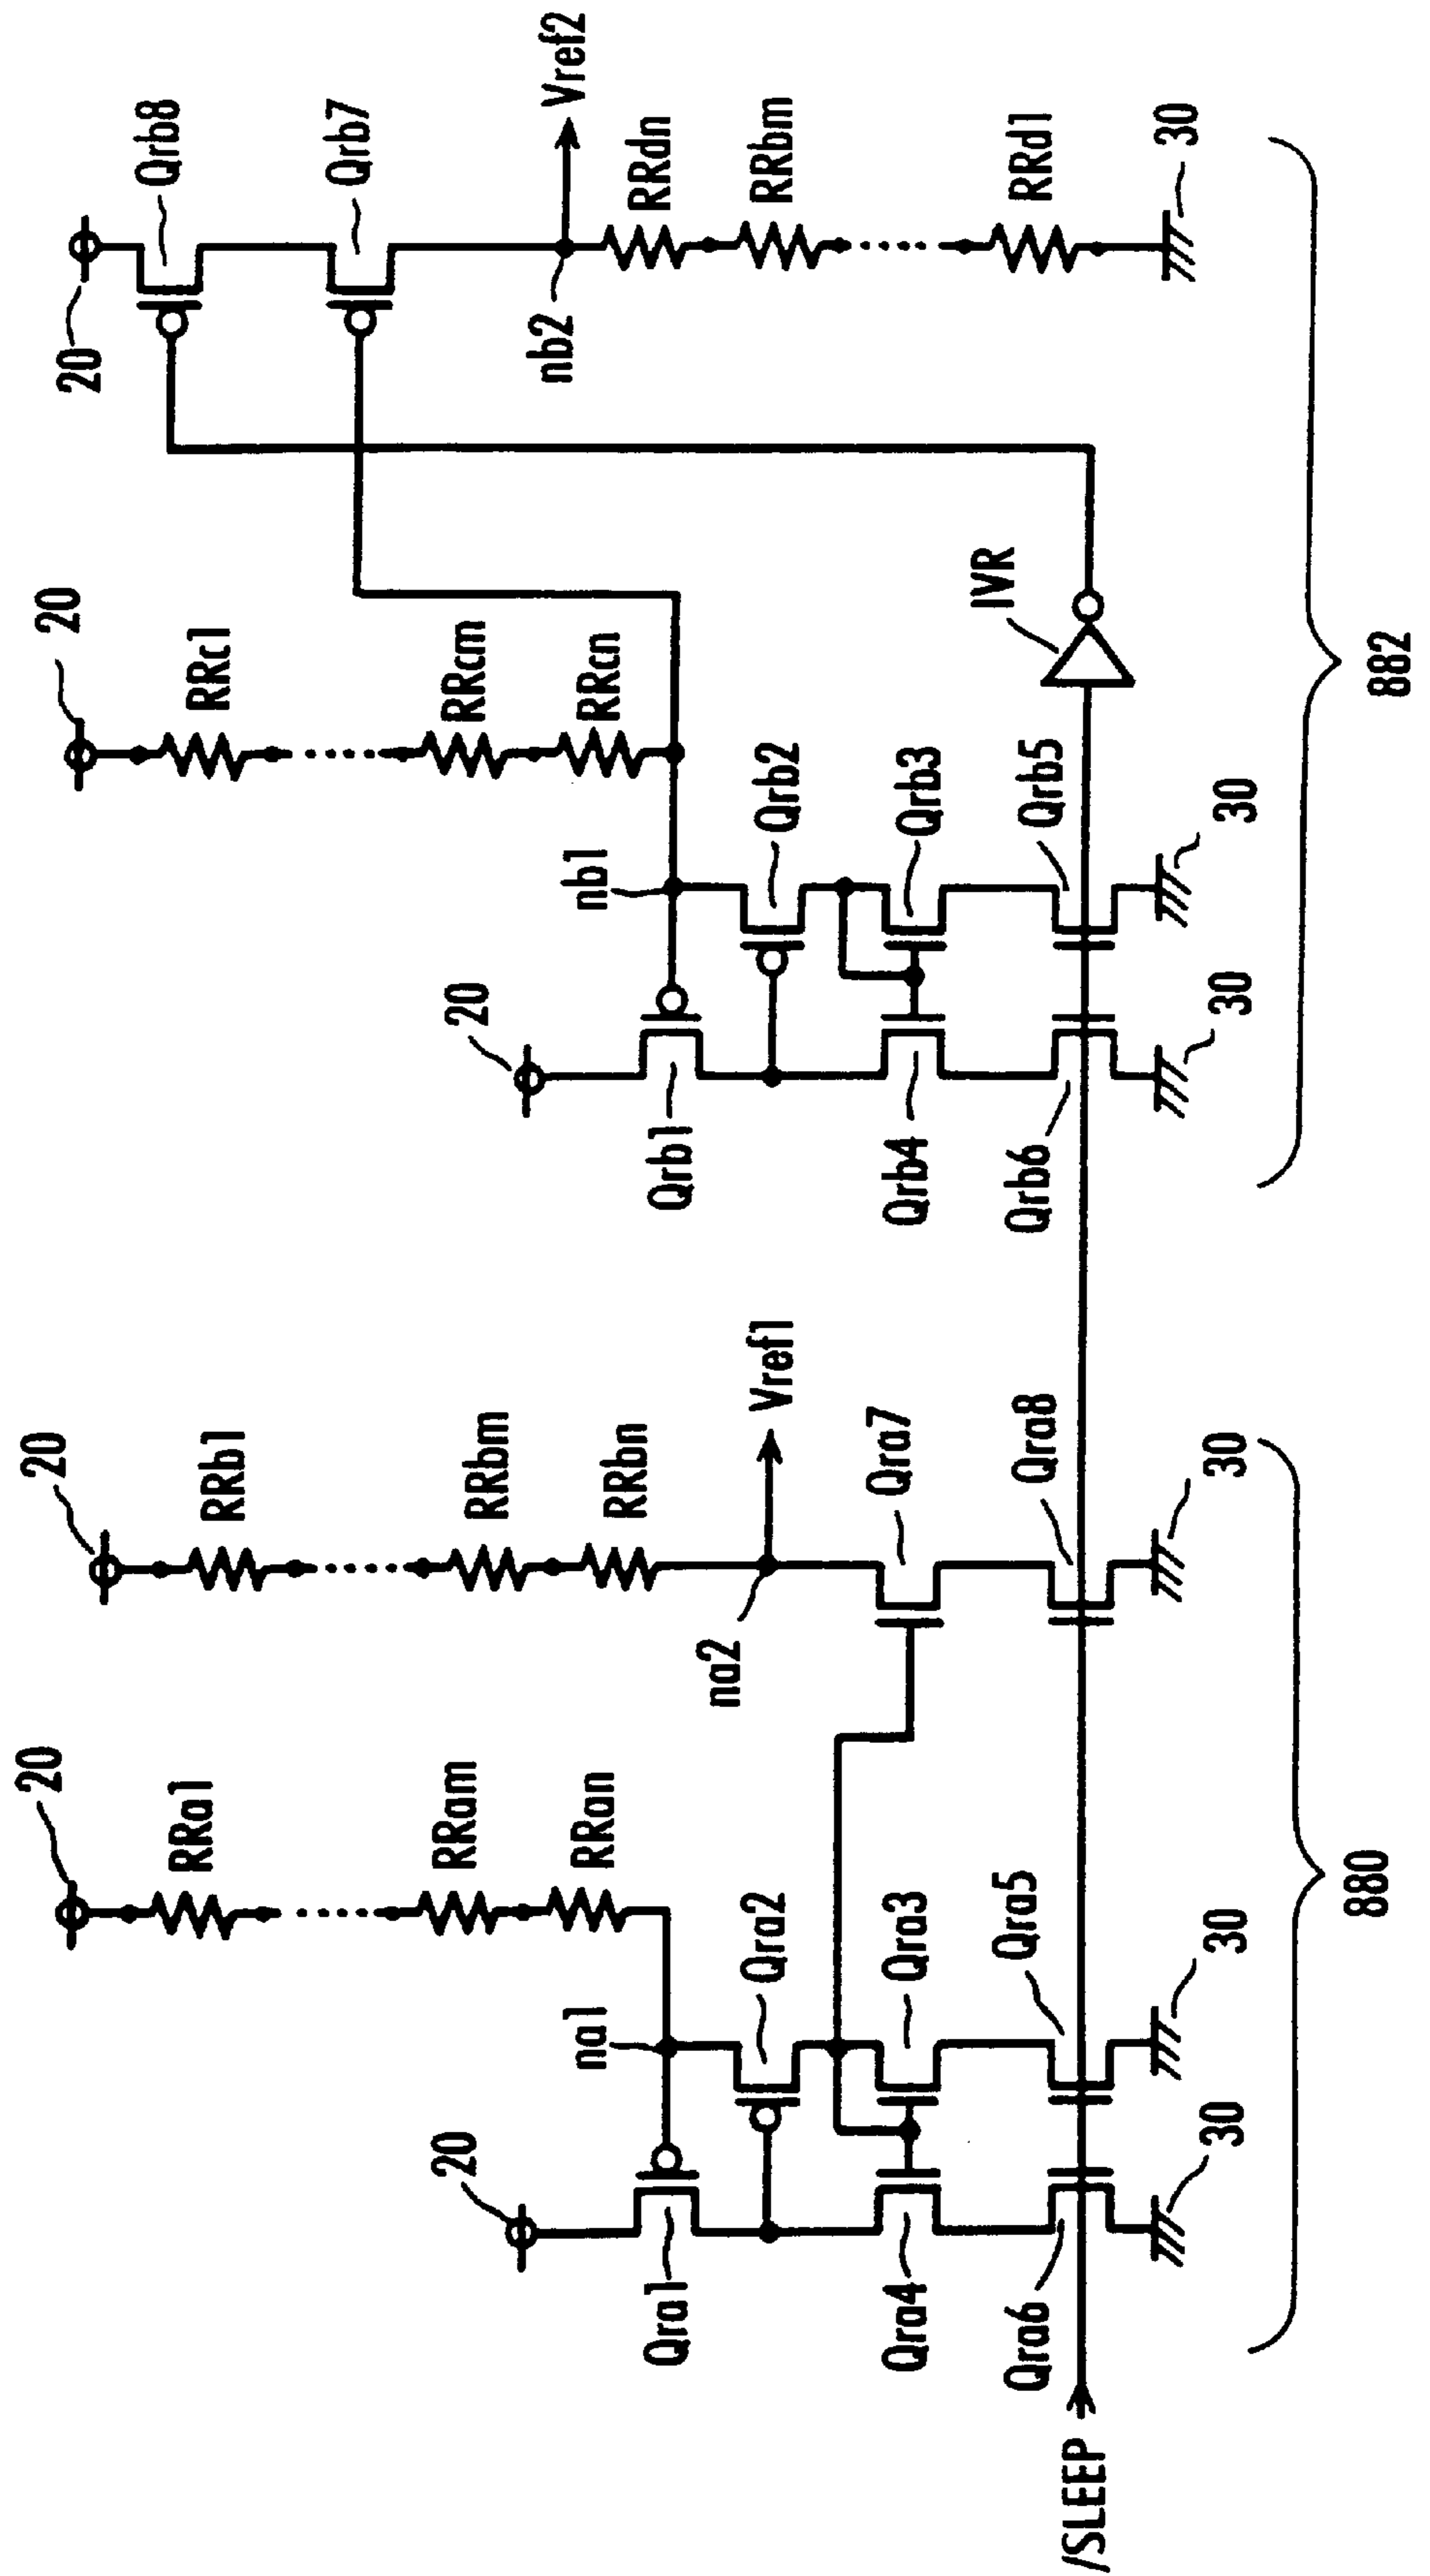 20
RRa1
RRam
RRan
na1
20
Qra1
Qra2
Qra3
Qra4
Qra5
Qra6
30
30
/SLEEP
880
20
RRb1
RRbm
RRbn
na2
Vref1
Qra7
Qra8
30
20
RRc1
RRcm
RRcn
nb1
20
Qrb1
Qrb2
Qrb3
Qrb4
Qrb5
Qrb6
30
30
IVR
882
20
Qrb8
Qrb7
nb2
Vref2
RRdn
RRbm
RRd1
30